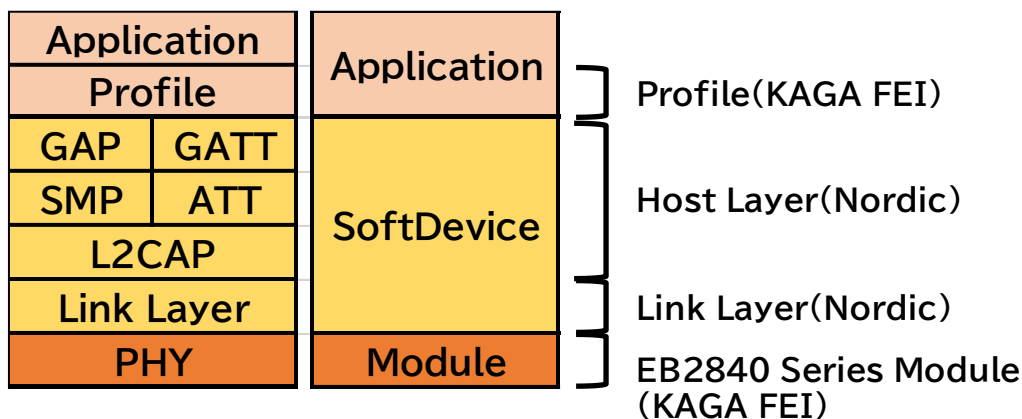 Application
Profile
GAP GATT
SMP ATT
L2CAP
Link Layer
PHY
Application
SoftDevice
Module
Profile(KAGA FEI)
Host Layer(Nordic)
Link Layer(Nordic)
EB2840 Series Module
(KAGA FEI)